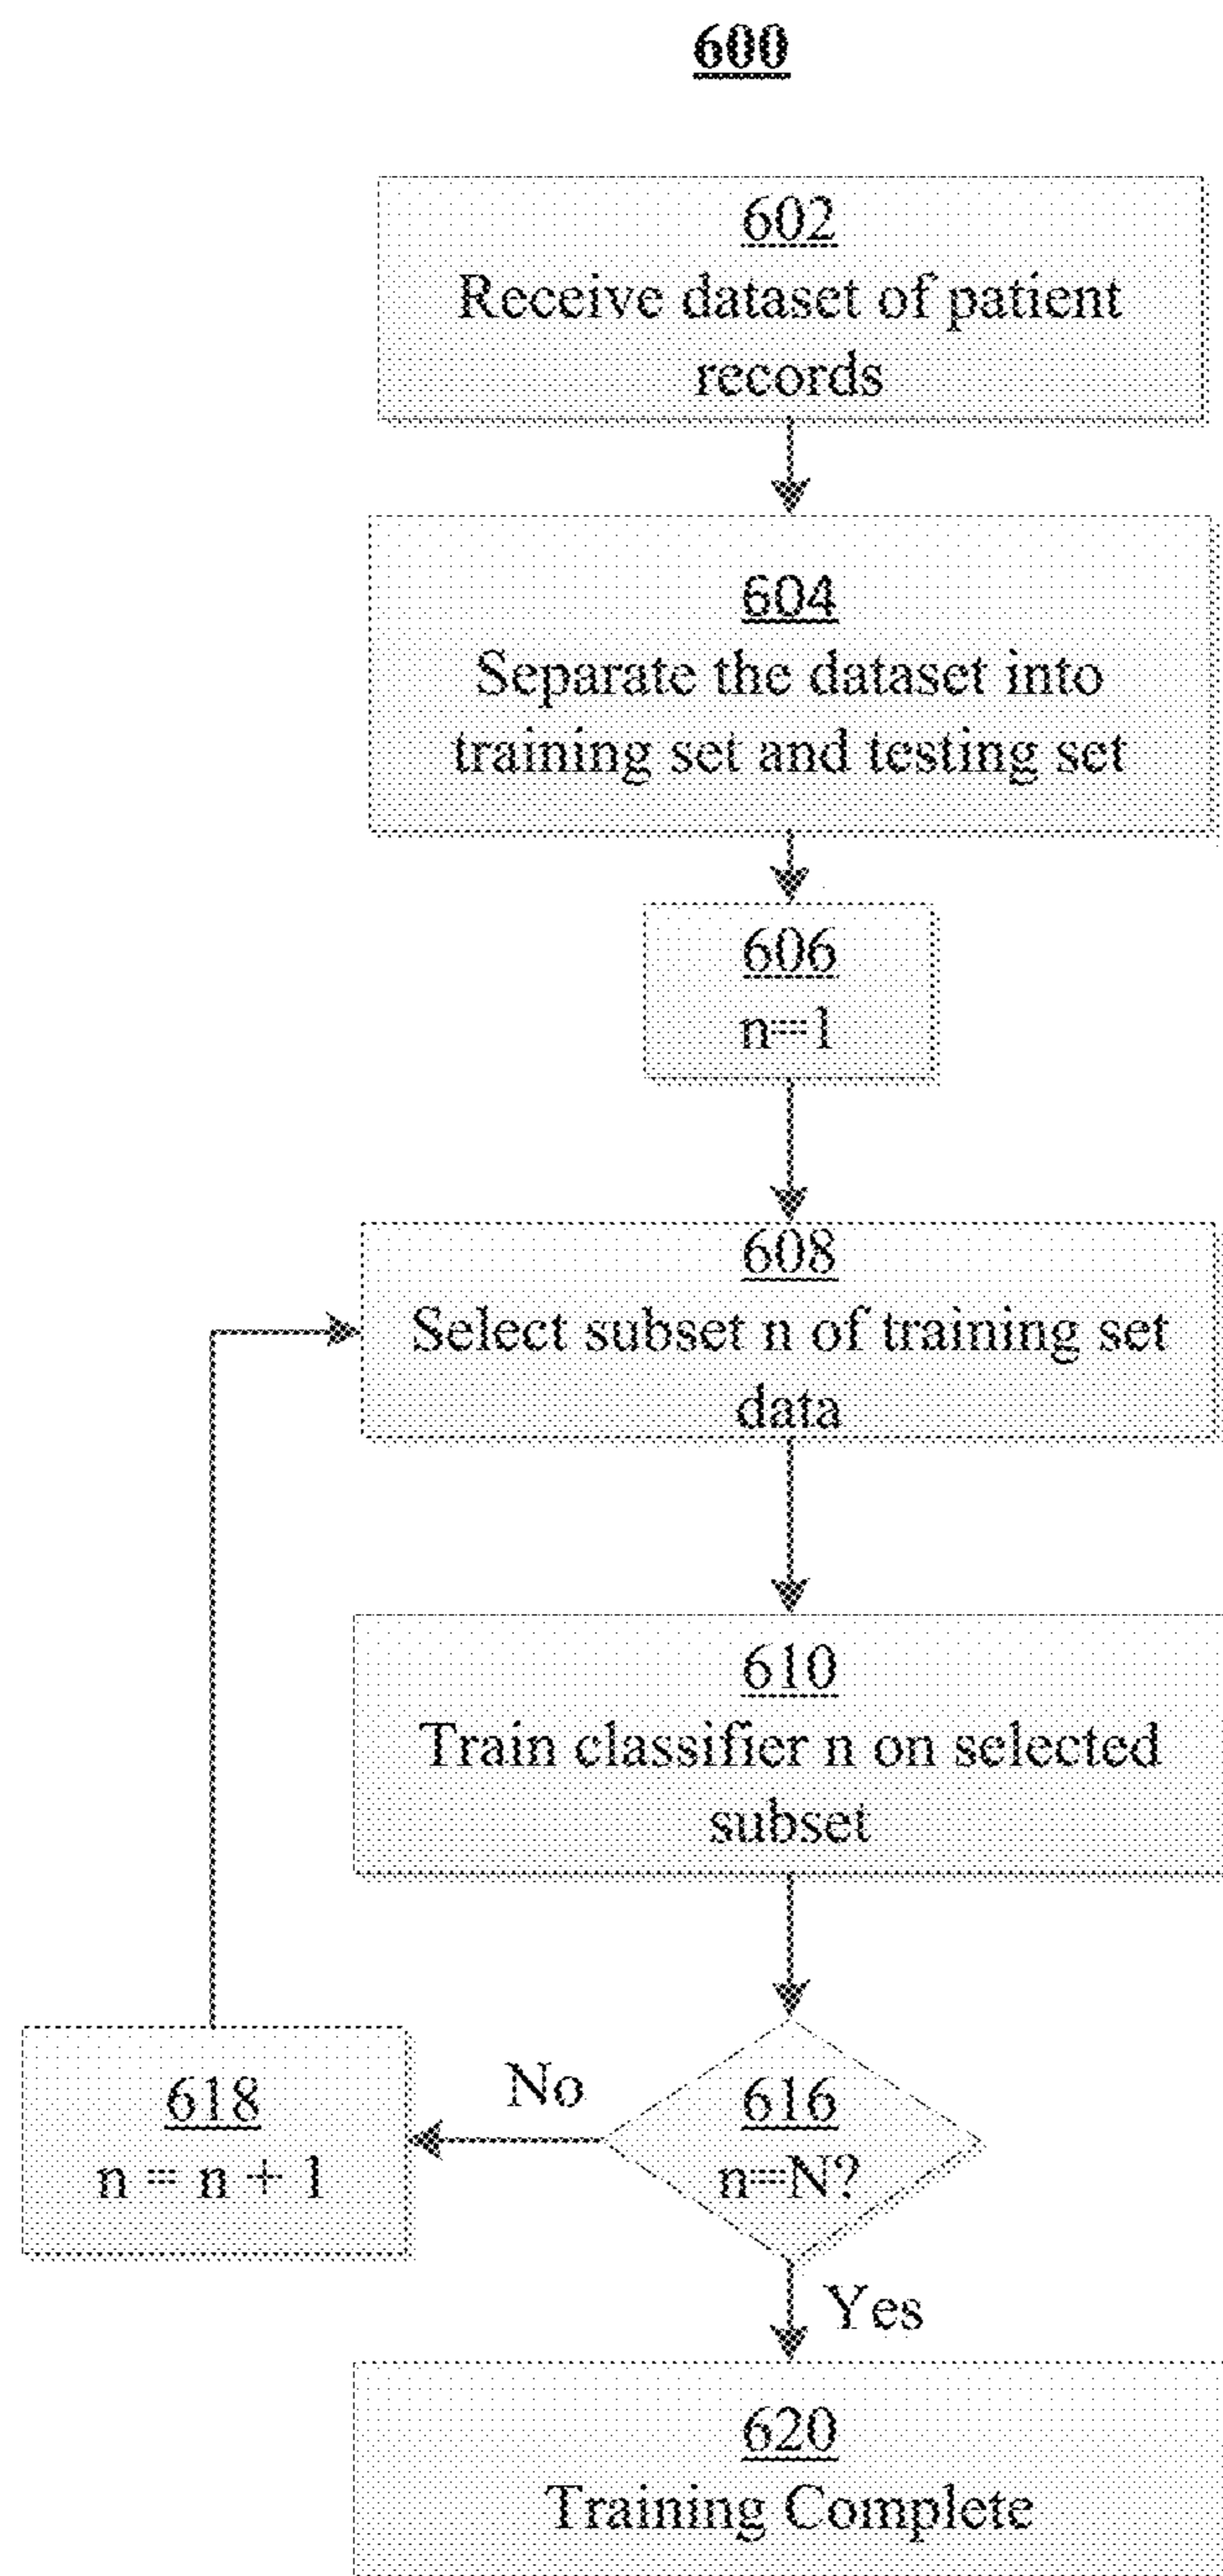 600
602
Receive dataset of patient
records
604
Separate the dataset into
training set and testing set
606
n=1
608
Select subset n of training set
data
610
Train classifier n on selected
subset
616
n=N?
No
618
n = n + 1
Yes
620
Training Complete